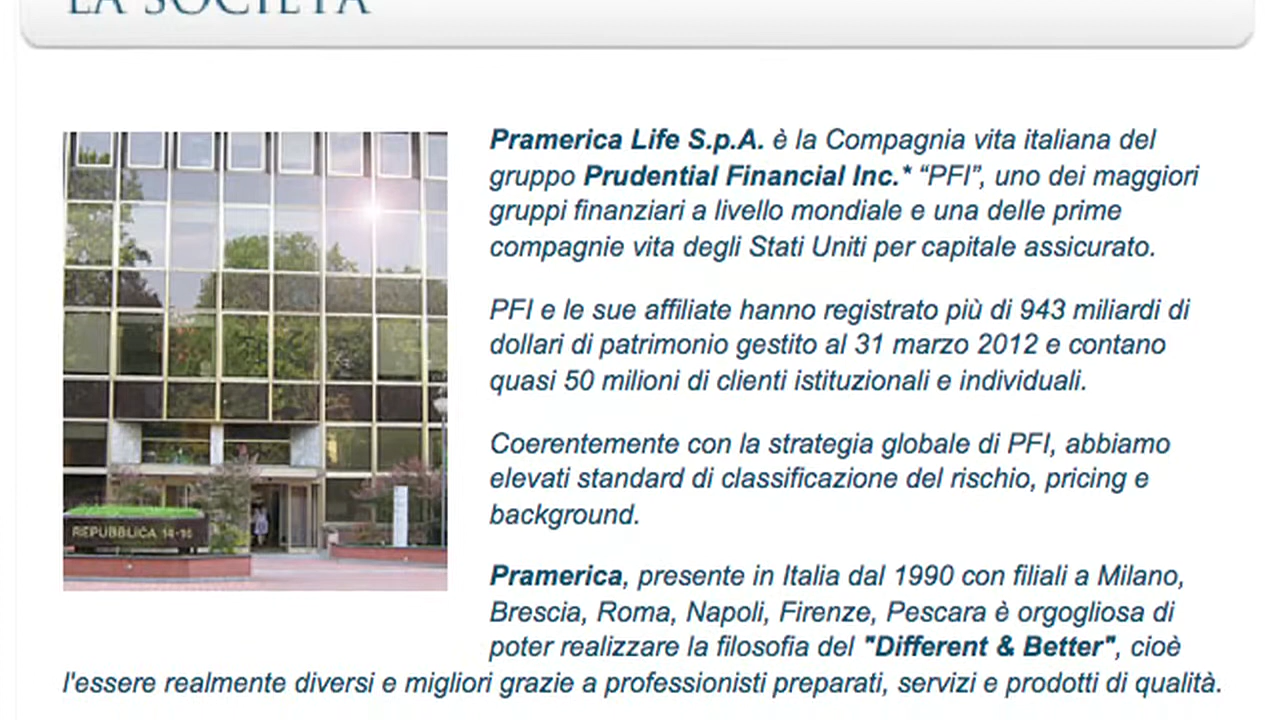 LA SOCIETÀ
Pramerica Life S.p.A. è la Compagnia vita italiana del
gruppo Prudential Financial Inc.* “PFI”, uno dei maggiori
gruppi finanziari a livello mondiale e una delle prime
compagnie vita degli Stati Uniti per capitale assicurato.
PFI e le sue affiliate hanno registrato più di 943 miliardi di
dollari di patrimonio gestito al 31 marzo 2012 e contano
quasi 50 milioni di clienti istituzionali e individuali.
Coerentemente con la strategia globale di PFI, abbiamo
elevati standard di classificazione del rischio, pricing e
background.
REPUBBLICA 14-16
Pramerica, presente in Italia dal 1990 con filiali a Milano,
Brescia, Roma, Napoli, Firenze, Pescara è orgogliosa di
poter realizzare la filosofia del "Different & Better", cioè
l'essere realmente diversi e migliori grazie a professionisti preparati, servizi e prodotti di qualità.